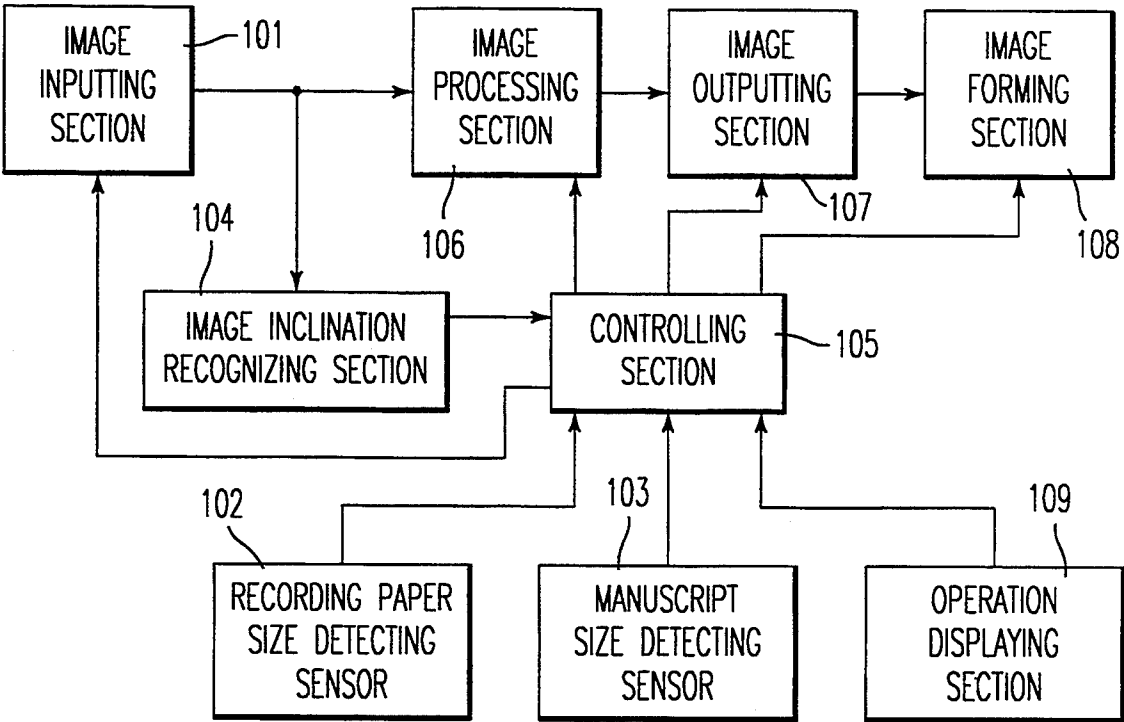 IMAGE
INPUTTING
SECTION
101
IMAGE
PROCESSING
SECTION
106
IMAGE
OUTPUTTING
SECTION
107
IMAGE
FORMING
SECTION
108
104
IMAGE INCLINATION
RECOGNIZING SECTION
CONTROLLING
SECTION
105
102
RECORDING PAPER
SIZE DETECTING
SENSOR
103
MANUSCRIPT
SIZE DETECTING
SENSOR
109
OPERATION
DISPLAYING
SECTION